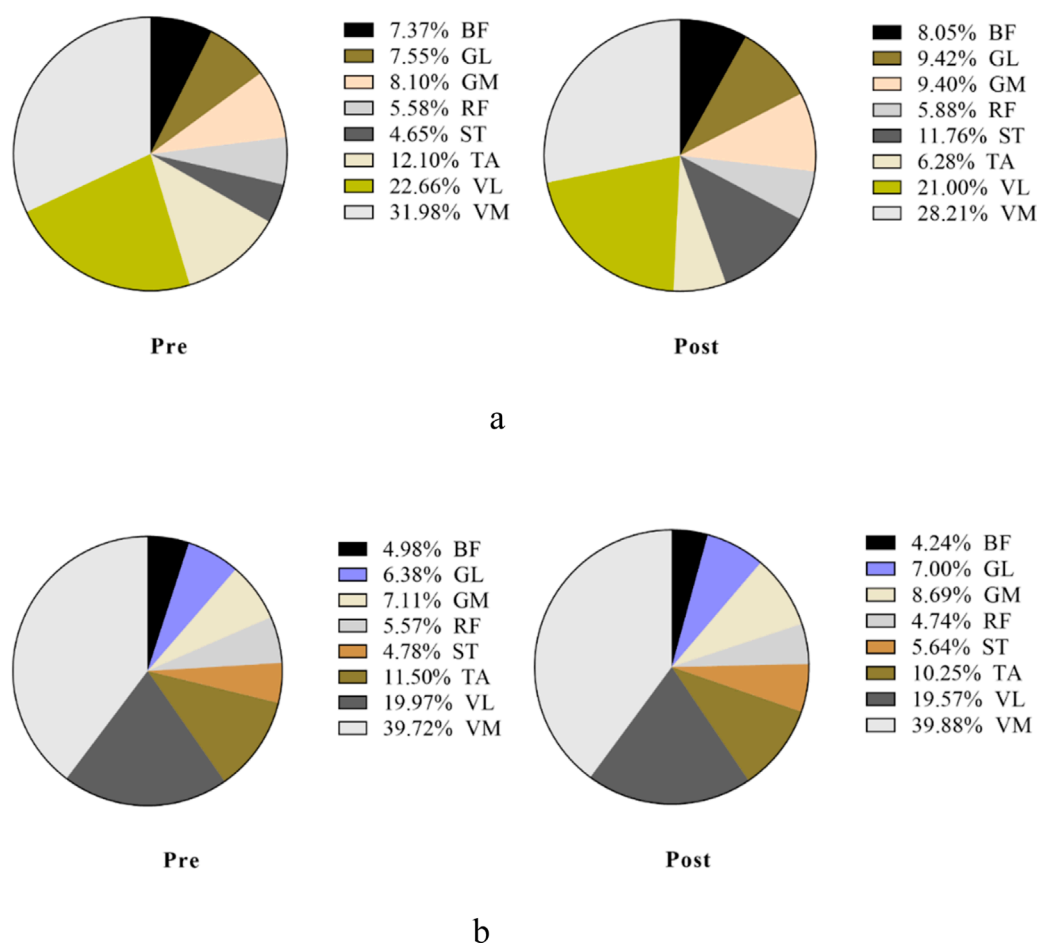 7.37% BF
7.55% GL
8.10% GM
5.58% RF
4.65% ST
12.10% TA
22.66% VL
31.98% VM
Pre
8.05% BF
9.42% GL
9.40% GM
5.88% RF
11.76% ST
6.28% TA
21.00% VL
28.21% VM
Post
a
4.98% BF
6.38% GL
7.11% GM
5.57% RF
4.78% ST
11.50% TA
19.97% VL
39.72% VM
Pre
4.24% BF
7.00% GL
8.69% GM
4.74% RF
5.64% ST
10.25% TA
19.57% VL
39.88% VM
Post
b